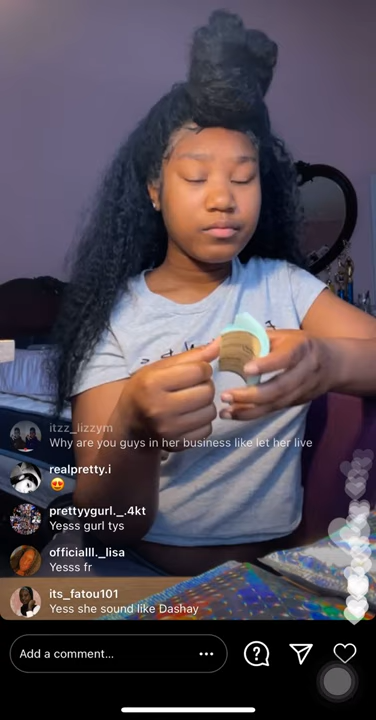 itzz_lizzym
Why are you guys in her business like let her live
realpretty.i
😍
prettyygurl._.4kt
Yesss gurl tys
officialll._lisa
Yesss fr
its_fatou101
Yess she sound like Dashay
Add a comment...